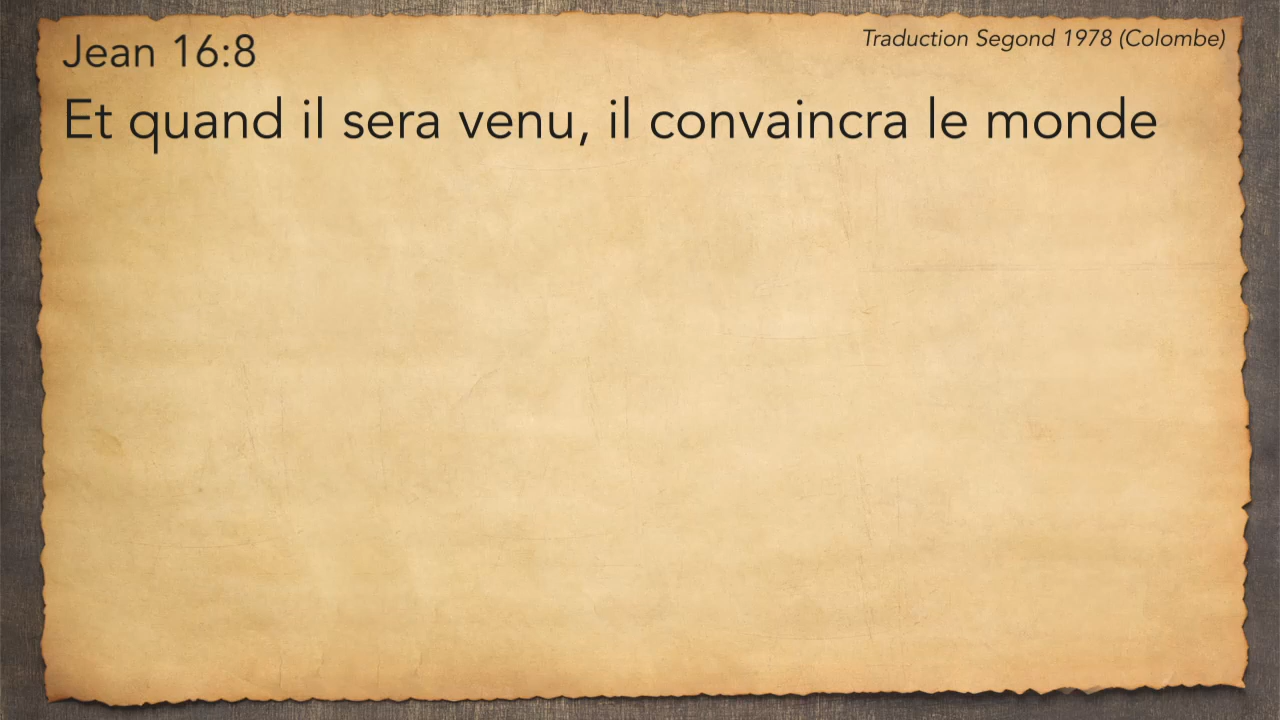 Jean 16:8
Traduction Segond 1978 (Colombe)
Et quand il sera venu, il convaincra le monde